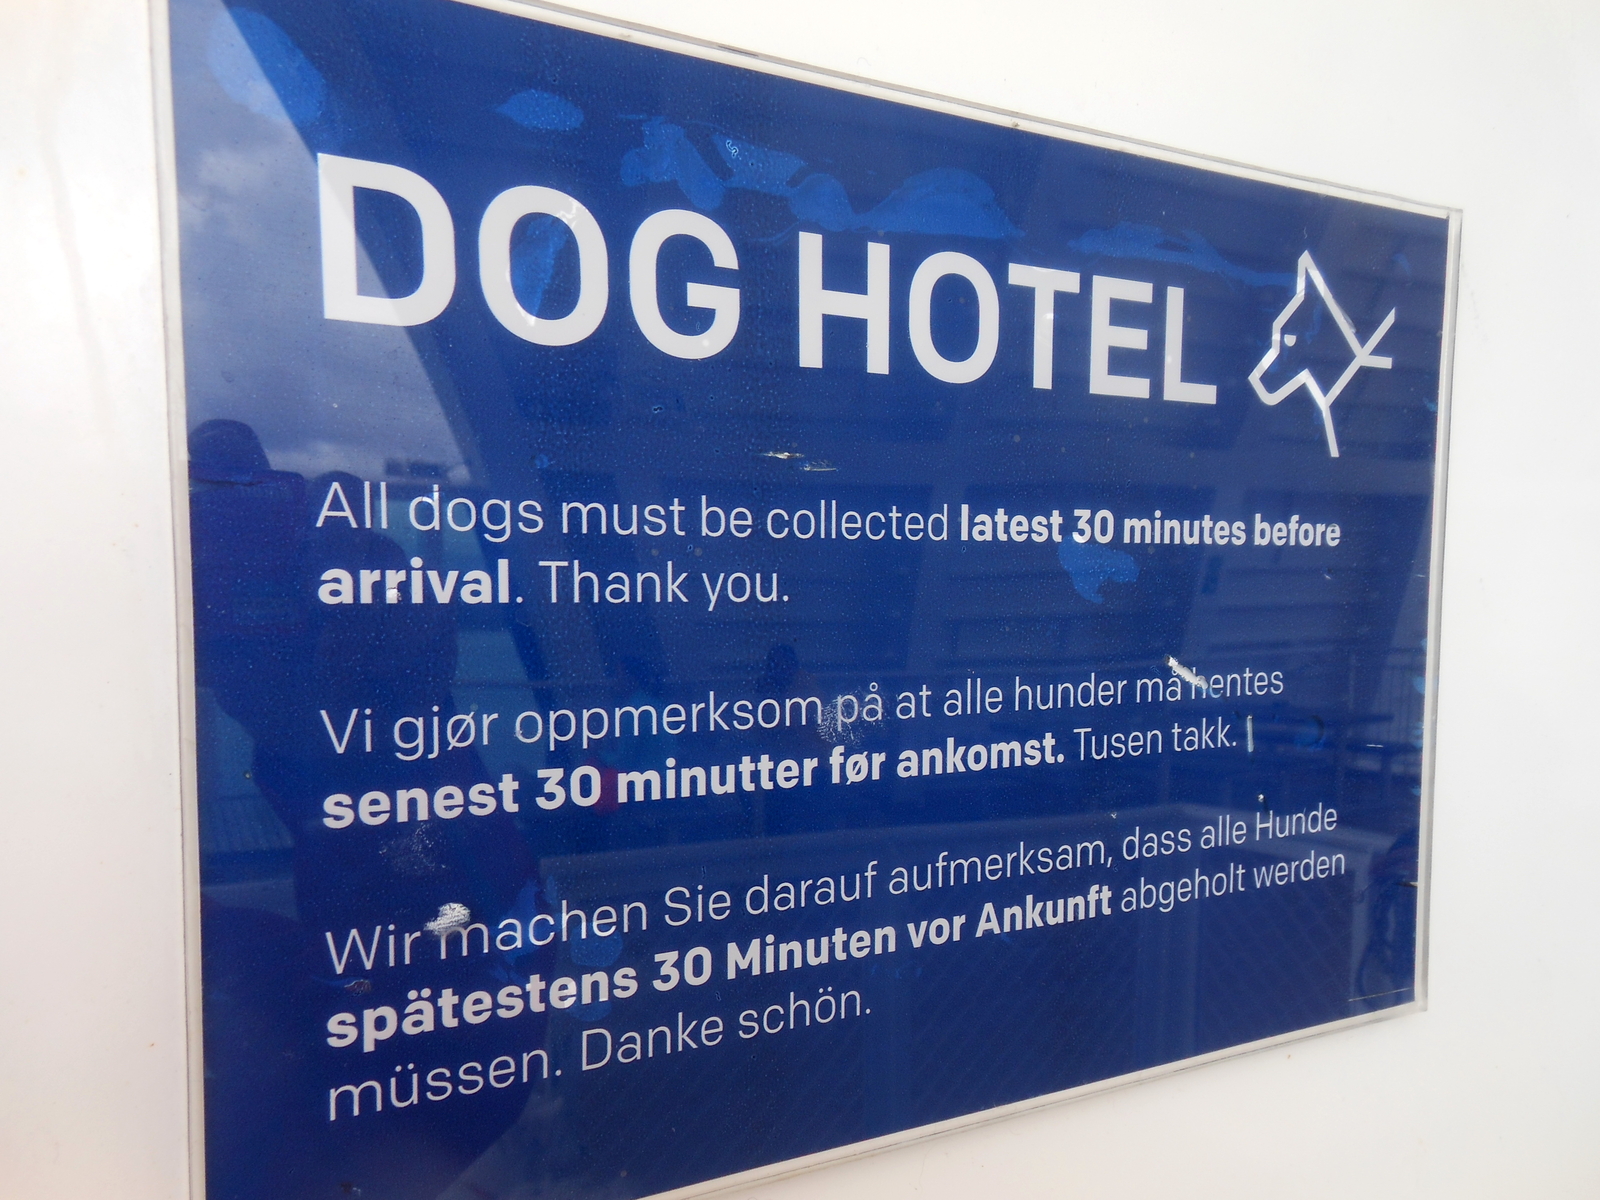 DOG HOTEL
All dogs must be collected latest 30 minutes before
arrival. Thank you.
Vi gjør oppmerksom på at alle hunder må hentes
senest 30 minutter før ankomst. Tusen takk.
Wir machen Sie darauf aufmerksam, dass alle Hunde
spätestens 30 Minuten vor Ankunft abgeholt werden
müssen. Danke schön.